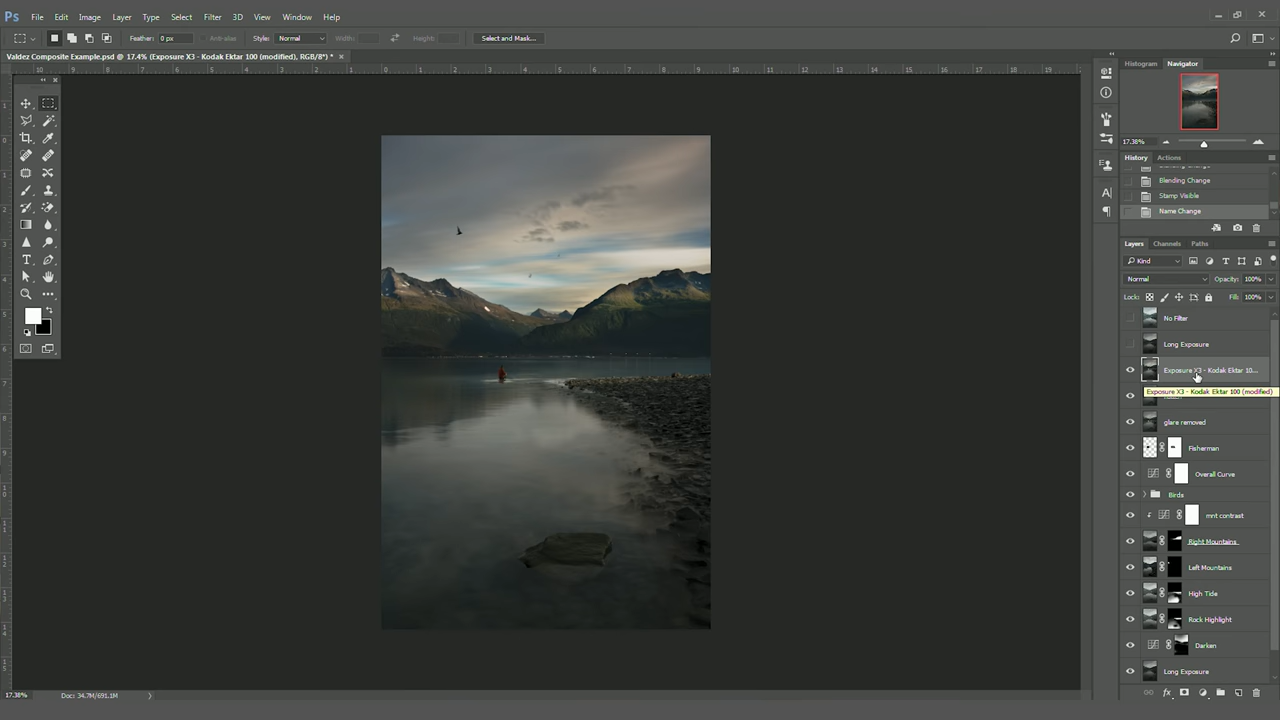 Ps File Edit Image Layer Type Select Filter 3D View Window Help
Feather: 0 px Anti-alias Style: Normal Width: Height: Select and Mask...
Valdez Composite Example.psd @ 17.4% (Exposure X3 - Kodak Ektar 100 (modified), RGB/8*) * ×
Histogram Navigator
17.38%
History Actions
Blending Change
Stamp Visible
Name Change
Layers Channels Paths
Kind
Normal Opacity: 100%
Lock: Fill: 100%
No Filter
Long Exposure
Exposure X3 - Kodak Ektar 10...
Exposure X3 - Kodak Ektar 100 (modified)
glare removed
Fisherman
Overall Curve
Birds
mnt contrast
Right Mountains
Left Mountains
High Tide
Rock Highlight
Darken
Long Exposure
17.38% Doc: 34.7M/691.1M